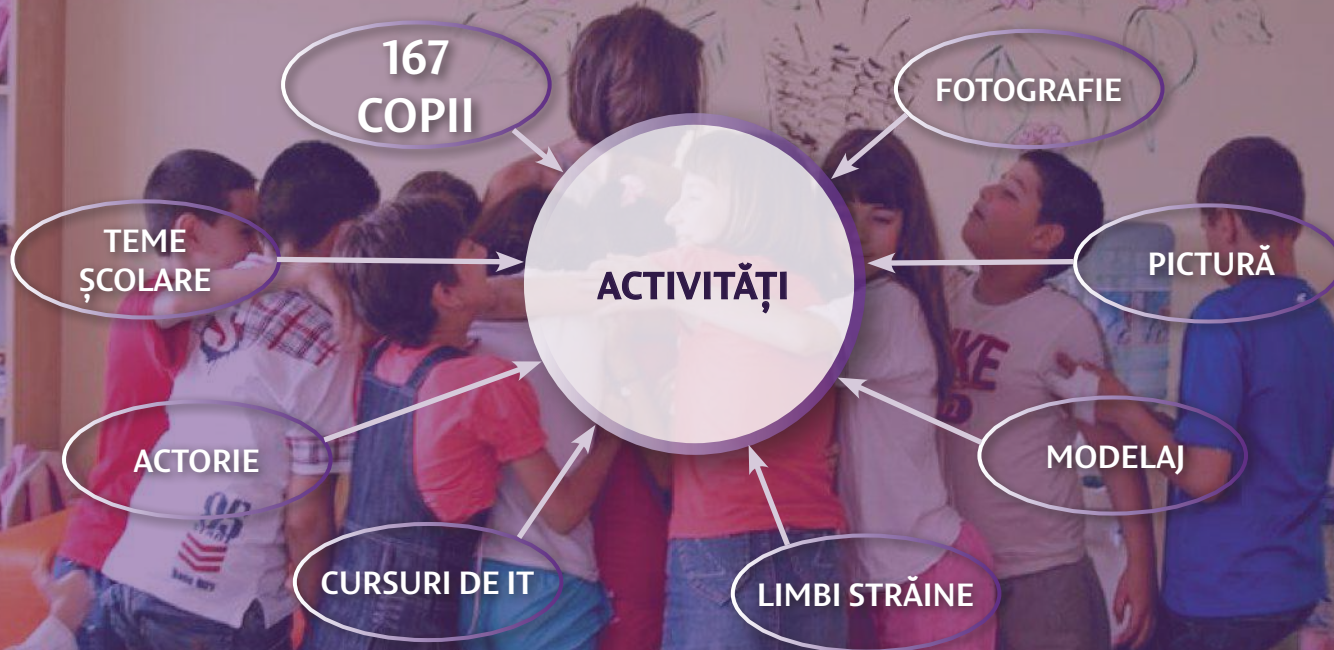 167
COPII
FOTOGRAFIE
TEME
ȘCOLARE
ACTIVITĂȚI
PICTURĂ
ACTORIE
MODELAJ
CURSURI DE IT
LIMBI STRĂINE